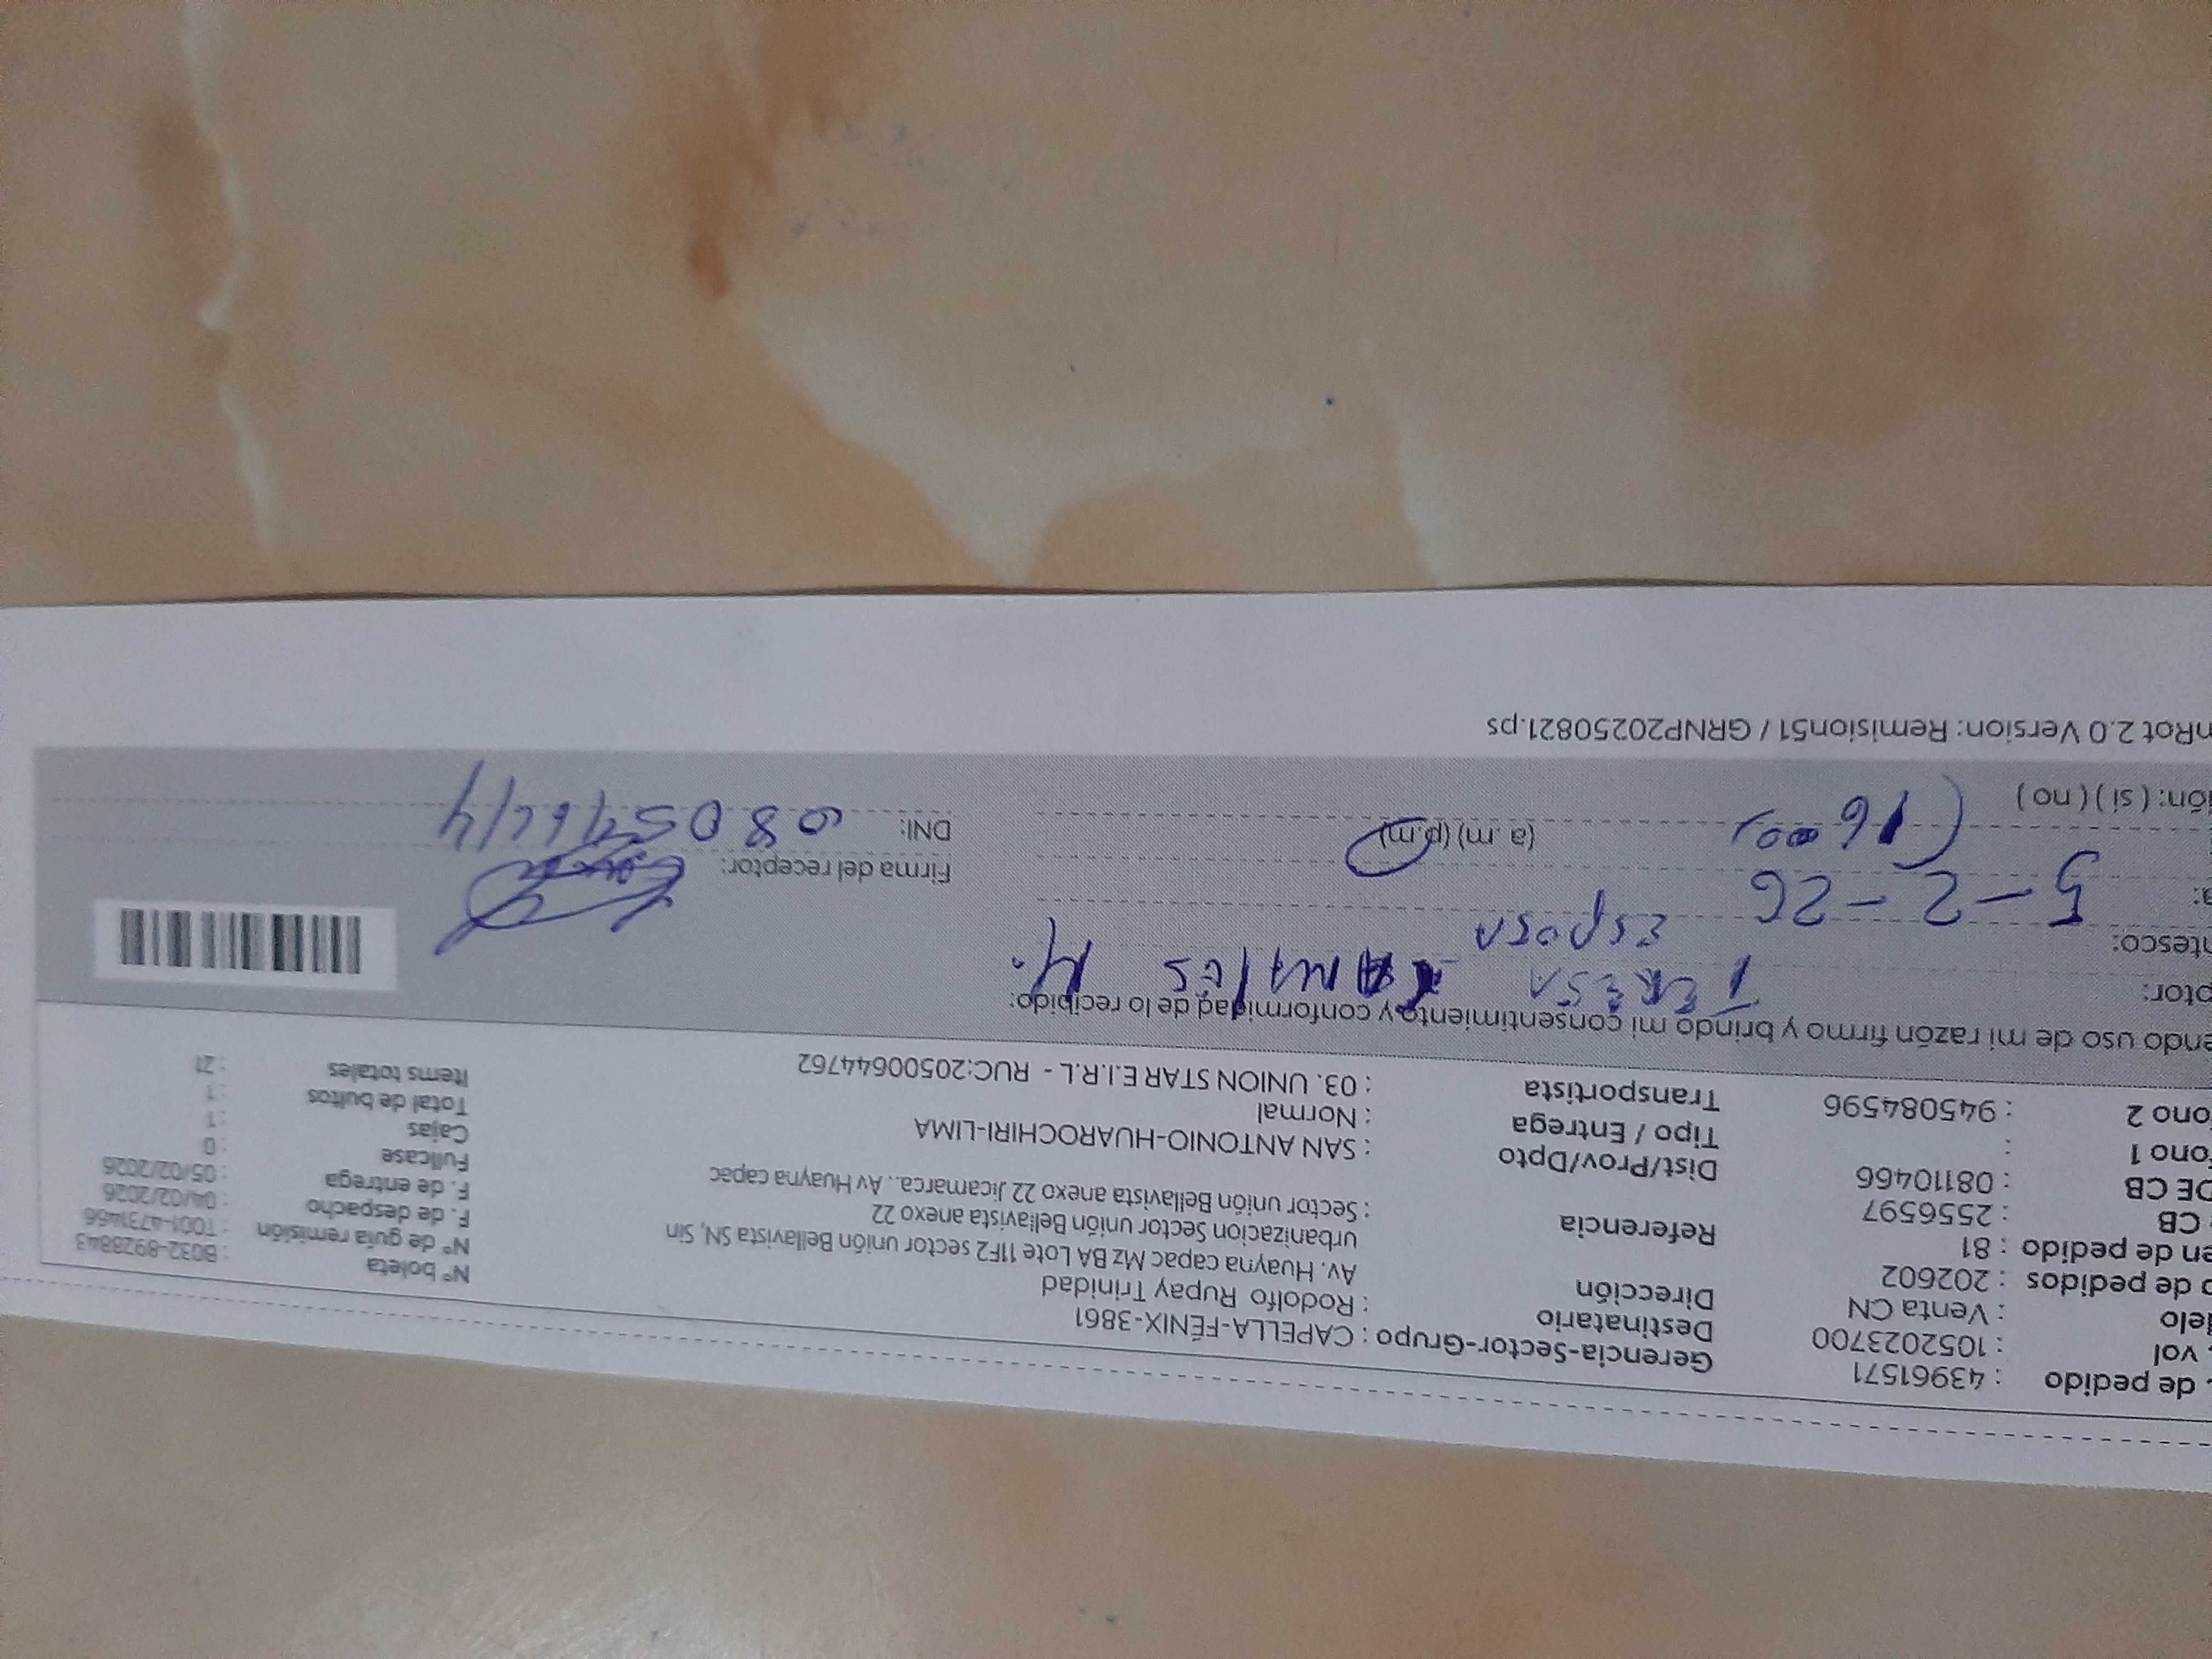 . de pedido : 43961571 Gerencia-Sector-Grupo : CAPELLA-FÉNIX-3861 N° boleta : B032-8928843
. vol : 1052023700 Destinatario : Rodolfo Rupay Trinidad N° de guía remisión : T001-4731466
elo : Venta CN Dirección Av. Huayna capac Mz BA Lote 11F2 sector unión Bellavista SN, Sin F. de despacho : 04/02/2026
o de pedidos : 202602 urbanizacion Sector unión Bellavista anexo 22 F. de entrega : 05/02/2026
en de pedido : 81 Referencia : Sector unión Bellavista anexo 22 Jicamarca.. Av Huayna capac Fullcase : 0
CB : 2556597 Dist/Prov/Dpto : SAN ANTONIO-HUAROCHIRI-LIMA Cajas : 1
DE CB : 08110466 Tipo / Entrega : Normal Total de bultos : 1
ono 1 : Transportista : 03. UNION STAR E.I.R.L - RUC:20500644762 Items totales : 21
ono 2 : 945084596
endo uso de mi razón firmo y brindo mi consentimiento y conformidad de lo recibido:
ptor: TERESA M.
ntesco: ESPOSA
a: 5-2-26 Firma del receptor:
16 00 (a. m) (p.m) DNI:
ión: ( si ) ( no )
nRot 2.0 Version: Remision51 / GRNP20250821.ps